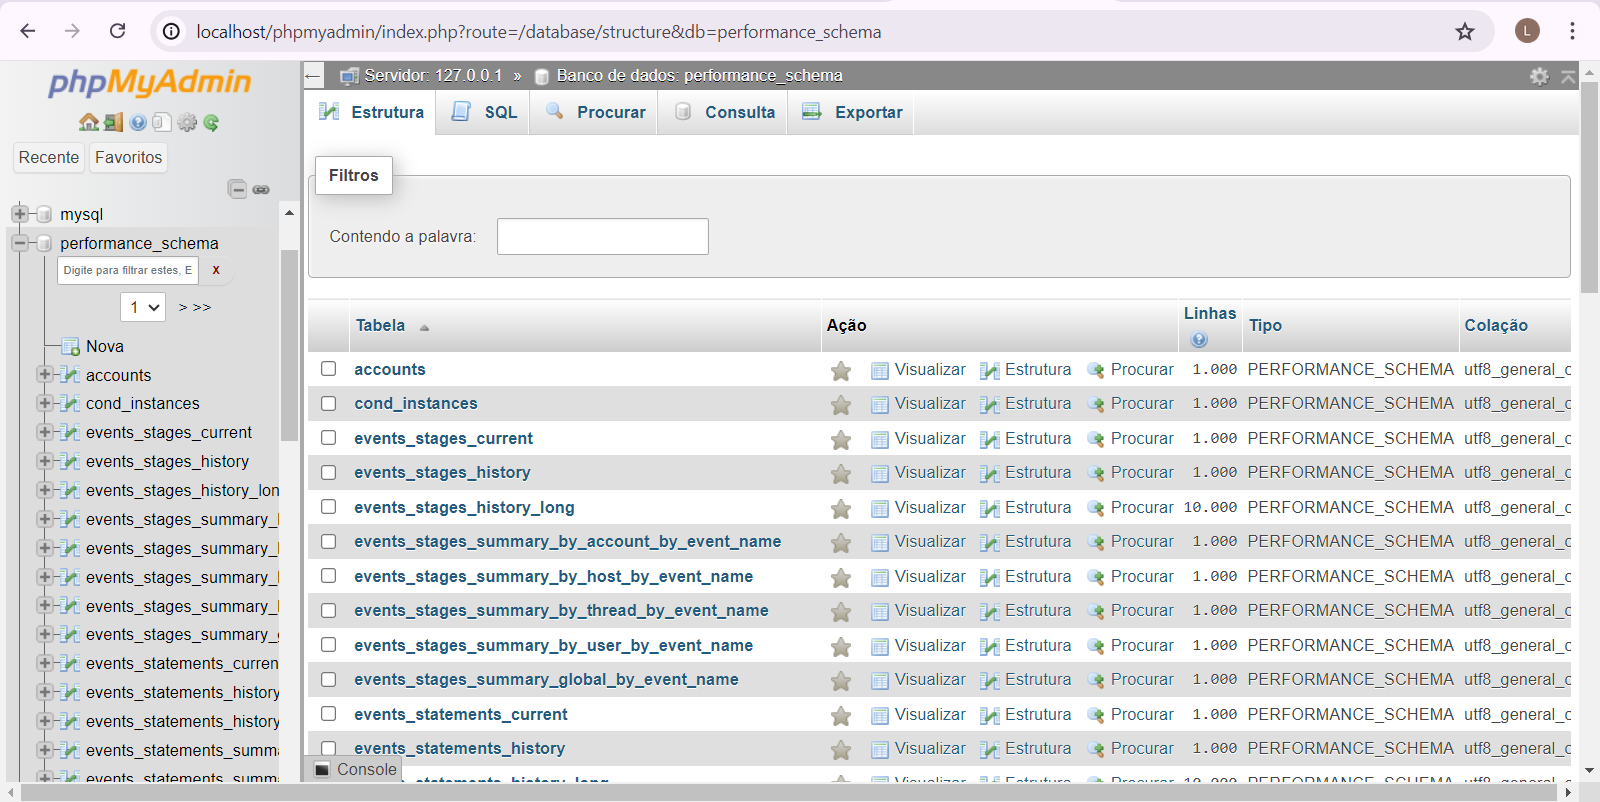 localhost/phpmyadmin/index.php?route=/database/structure&db=performance_schema
L
phpMyAdmin
Recente
Favoritos
mysql
performance_schema
Digite para filtrar estes, E
X
1
> >>
Nova
accounts
cond_instances
events_stages_current
events_stages_history
events_stages_history_lon
events_stages_summary_
events_stages_summary_
events_stages_summary_
events_stages_summary_
events_stages_summary_
events_statements_curren
events_statements_history
events_statements_history
events_statements_summ
events_statements_summ
Servidor: 127.0.0.1 » Banco de dados: performance_schema
Estrutura
SQL
Procurar
Consulta
Exportar
Filtros
Contendo a palavra:
Tabela Ação Linhas Tipo Colação
accounts Visualizar Estrutura Procurar 1.000 PERFORMANCE_SCHEMA utf8_general_c
cond_instances Visualizar Estrutura Procurar 1.000 PERFORMANCE_SCHEMA utf8_general_c
events_stages_current Visualizar Estrutura Procurar 1.000 PERFORMANCE_SCHEMA utf8_general_c
events_stages_history Visualizar Estrutura Procurar 1.000 PERFORMANCE_SCHEMA utf8_general_c
events_stages_history_long Visualizar Estrutura Procurar 10.000 PERFORMANCE_SCHEMA utf8_general_c
events_stages_summary_by_account_by_event_name Visualizar Estrutura Procurar 1.000 PERFORMANCE_SCHEMA utf8_general_c
events_stages_summary_by_host_by_event_name Visualizar Estrutura Procurar 1.000 PERFORMANCE_SCHEMA utf8_general_c
events_stages_summary_by_thread_by_event_name Visualizar Estrutura Procurar 1.000 PERFORMANCE_SCHEMA utf8_general_c
events_stages_summary_by_user_by_event_name Visualizar Estrutura Procurar 1.000 PERFORMANCE_SCHEMA utf8_general_c
events_stages_summary_global_by_event_name Visualizar Estrutura Procurar 1.000 PERFORMANCE_SCHEMA utf8_general_c
events_statements_current Visualizar Estrutura Procurar 1.000 PERFORMANCE_SCHEMA utf8_general_c
events_statements_history Visualizar Estrutura Procurar 1.000 PERFORMANCE_SCHEMA utf8_general_c
_statements_history_long Visualizar Estrutura Procurar 10.000 PERFORMANCE_SCHEMA utf8_general_c
Console